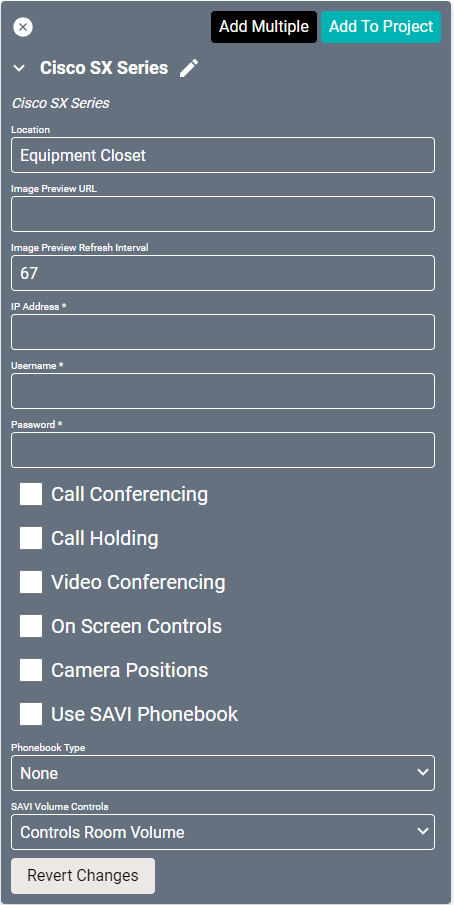 Add Multiple
Add To Project
Cisco SX Series
Cisco SX Series
Location
Equipment Closet
Image Preview URL
Image Preview Refresh Interval
67
IP Address *
Username *
Password *
Call Conferencing
Call Holding
Video Conferencing
On Screen Controls
Camera Positions
Use SAVI Phonebook
Phonebook Type
None
SAVI Volume Controls
Controls Room Volume
Revert Changes